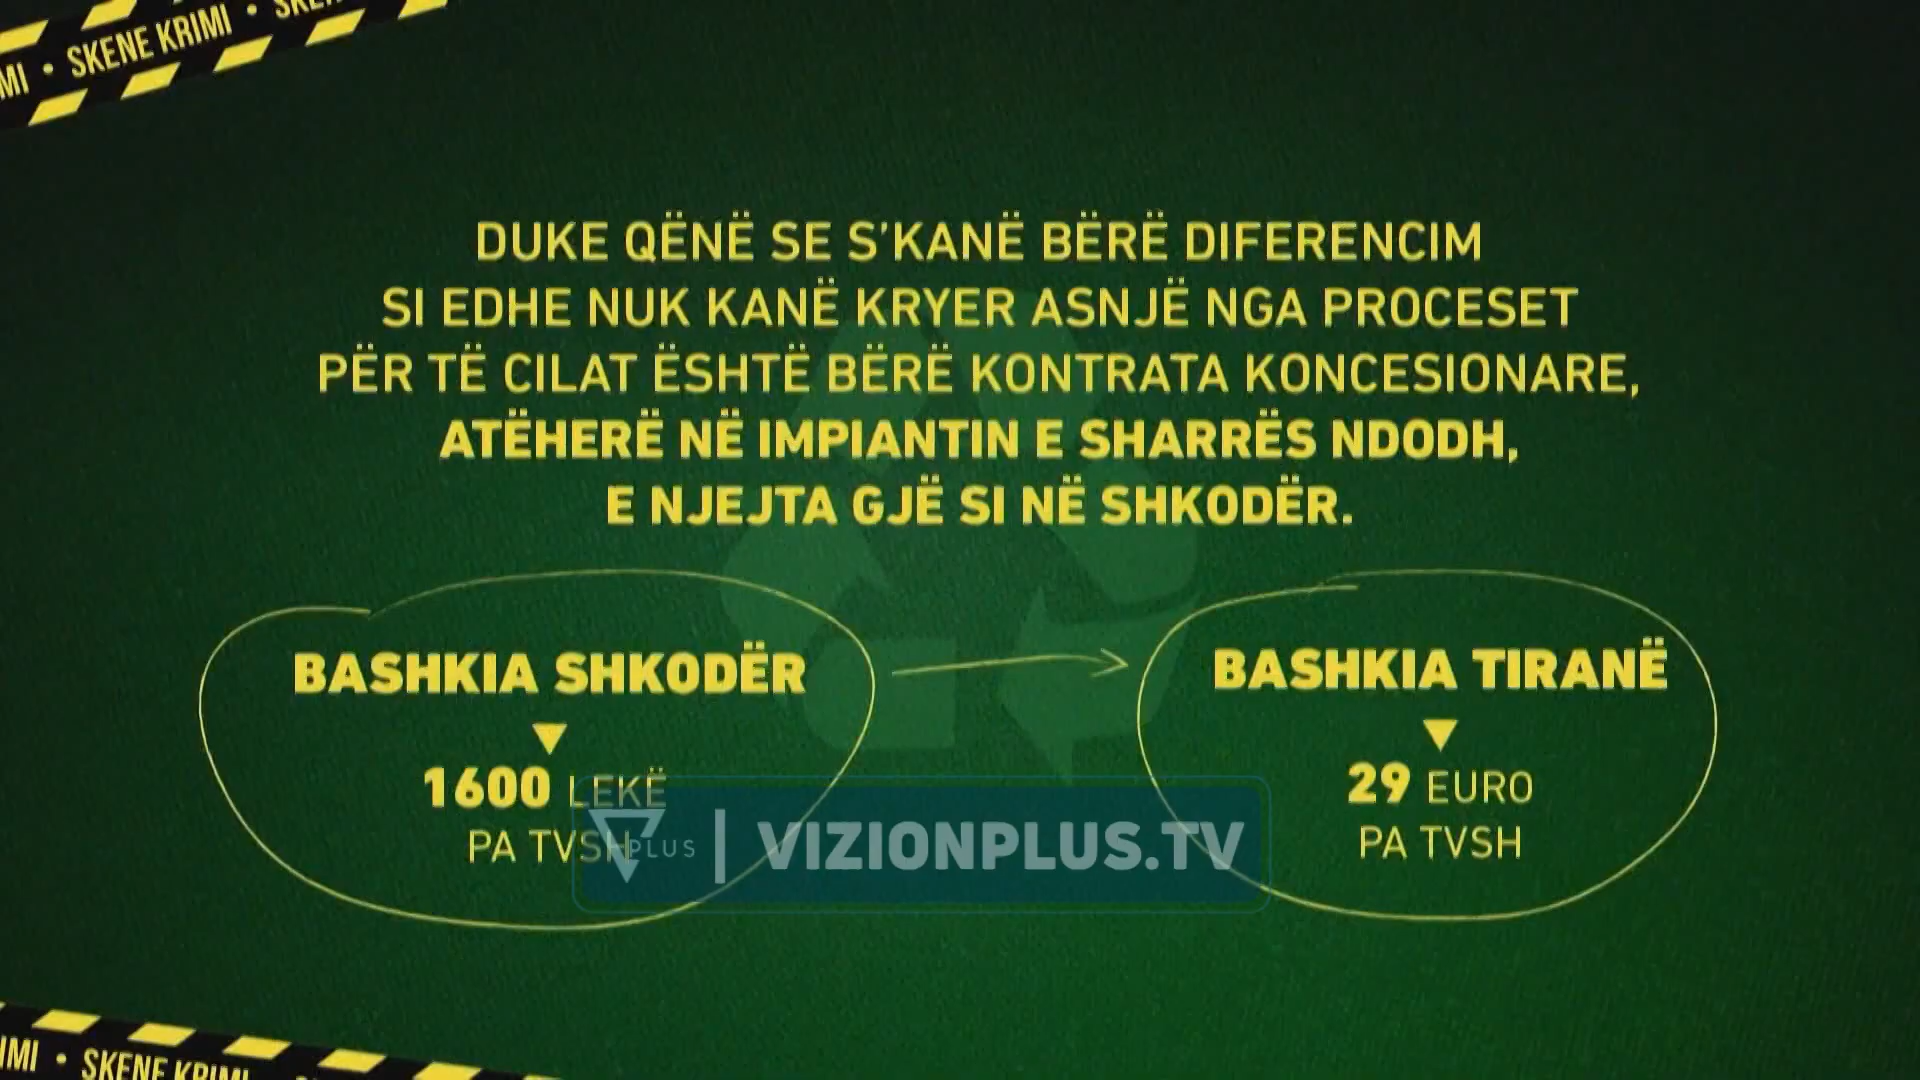 MI • SKENE KRIMI •
DUKE QËNË SE S'KANË BËRË DIFERENCIM
SI EDHE NUK KANË KRYER ASNJË NGA PROCESET
PËR TË CILAT ËSHTË BËRË KONTRATA KONCESIONARE,
ATËHERË NË IMPIANTIN E SHARRËS NDODH,
E NJEJTA GJË SI NË SHKODËR.
BASHKIA SHKODËR
1600 LEKË
PA TVSH
BASHKIA TIRANË
29 EURO
PA TVSH
PLUS | VIZIONPLUS.TV
IMI • SKENE KRIMI